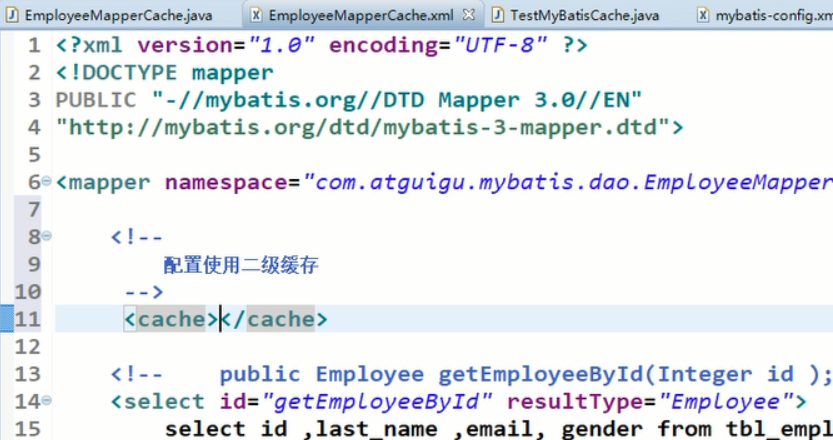 EmployeeMapperCache.java EmployeeMapperCache.xml TestMyBatisCache.java mybatis-config.xm
1 <?xml version="1.0" encoding="UTF-8" ?>
2 <!DOCTYPE mapper
3 PUBLIC "-//mybatis.org//DTD Mapper 3.0//EN"
4 "http://mybatis.org/dtd/mybatis-3-mapper.dtd">
5
6 <mapper namespace="com.atguigu.mybatis.dao.EmployeeMapper
7
8 <!--
9 配置使用二级缓存
10 -->
11 <cache></cache>
12
13 <!-- public Employee getEmployeeById(Integer id );
14 <select id="getEmployeeById" resultType="Employee">
15 select id ,last_name ,email, gender from tbl_empl